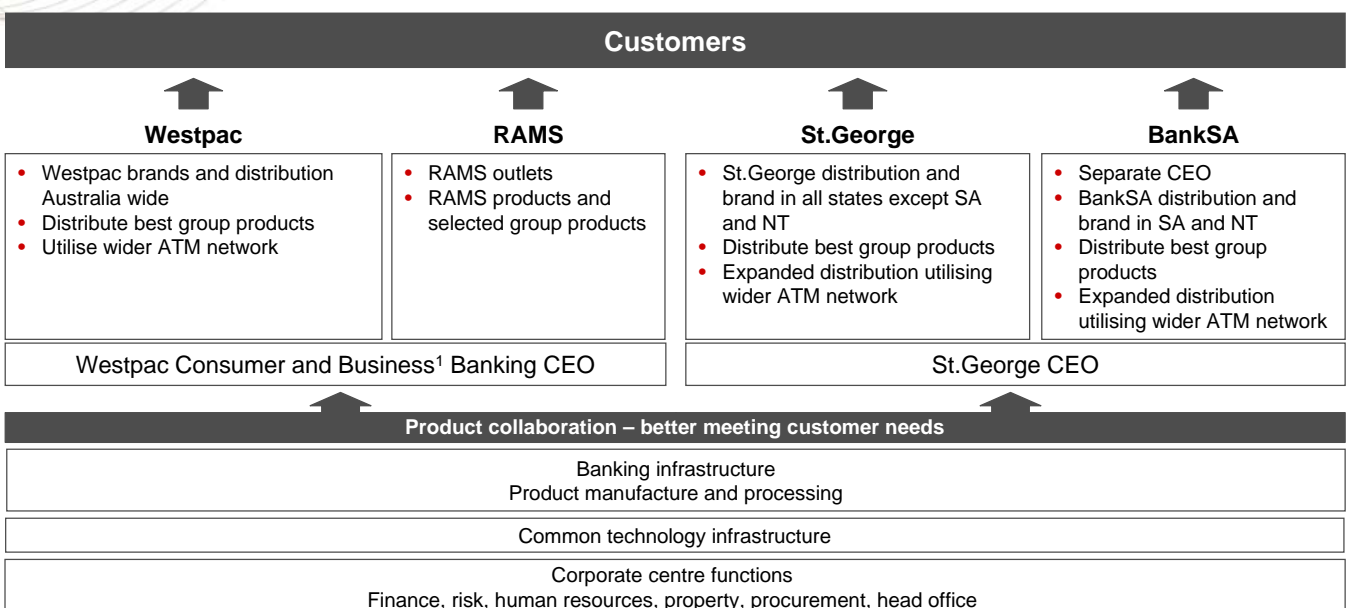 Customers
Westpac
• Westpac brands and distribution
Australia wide
• Distribute best group products
• Utilise wider ATM network
RAMS
• RAMS outlets
• RAMS products and
selected group products
St.George
• St.George distribution and
brand in all states except SA
and NT
• Distribute best group products
• Expanded distribution utilising
wider ATM network
BankSA
• Separate CEO
• BankSA distribution and
brand in SA and NT
• Distribute best group
products
• Expanded distribution
utilising wider ATM network
Westpac Consumer and Business¹ Banking CEO
St.George CEO
Product collaboration – better meeting customer needs
Banking infrastructure
Product manufacture and processing
Common technology infrastructure
Corporate centre functions
Finance, risk, human resources, property, procurement, head office